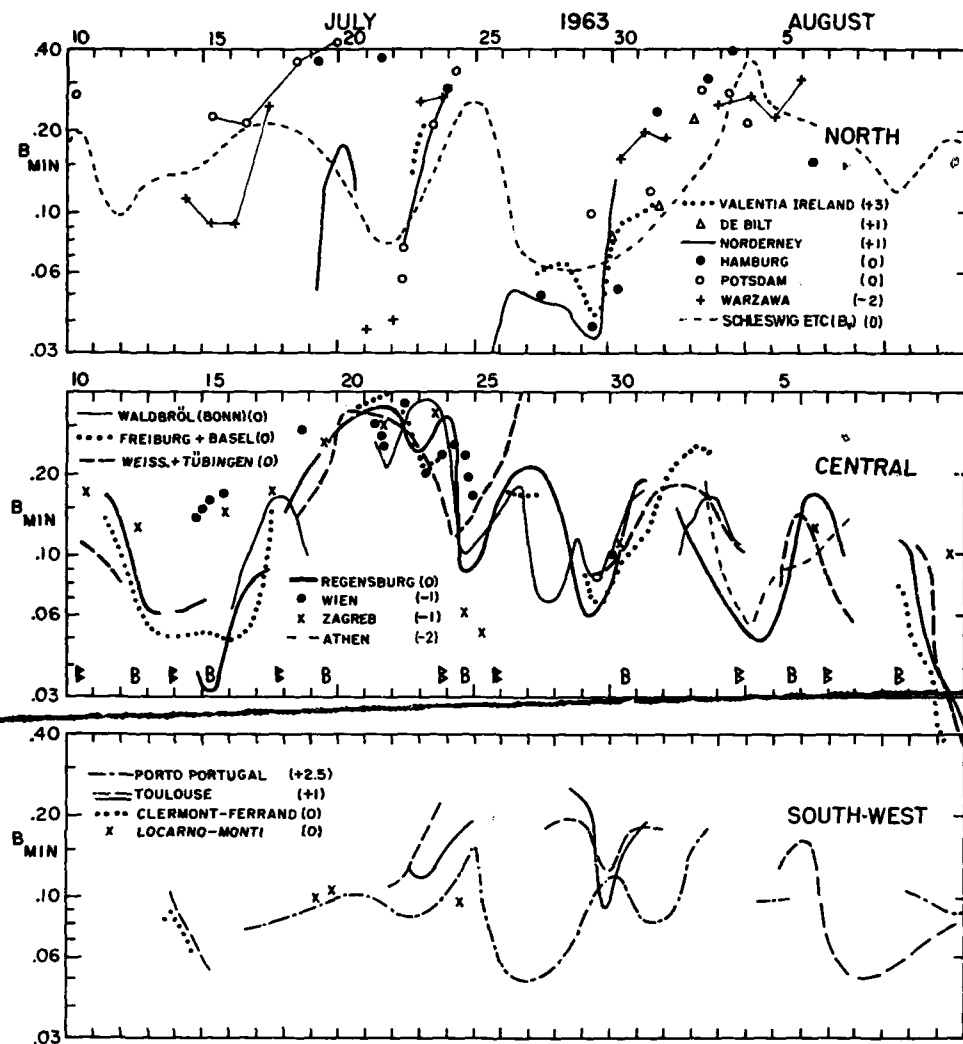 JULY 1963 AUGUST
10 15 20 25 30 5
.40
.20
B MIN
.10
.06
.03
NORTH
VALENTIA IRELAND (+3)
DE BILT (+1)
NORDERNEY (+1)
HAMBURG (0)
POTSDAM (0)
WARZAWA (-2)
SCHLESWIG ETC (Bᵧ) (0)
10 15 20 25 30 5
WALDBRÖL (BONN) (0)
FREIBURG + BASEL (0)
WEISS. + TÜBINGEN (0)
CENTRAL
.20
B MIN
.10
.06
.03
REGENSBURG (0)
WIEN (-1)
ZAGREB (-1)
ATHEN (-2)
B B B B B B B B B B B B B B
.40
.20
B MIN
.10
.06
.03
PORTO PORTUGAL (+2.5)
TOULOUSE (+1)
CLERMONT-FERRAND (0)
LOCARNO-MONTI (0)
SOUTH-WEST